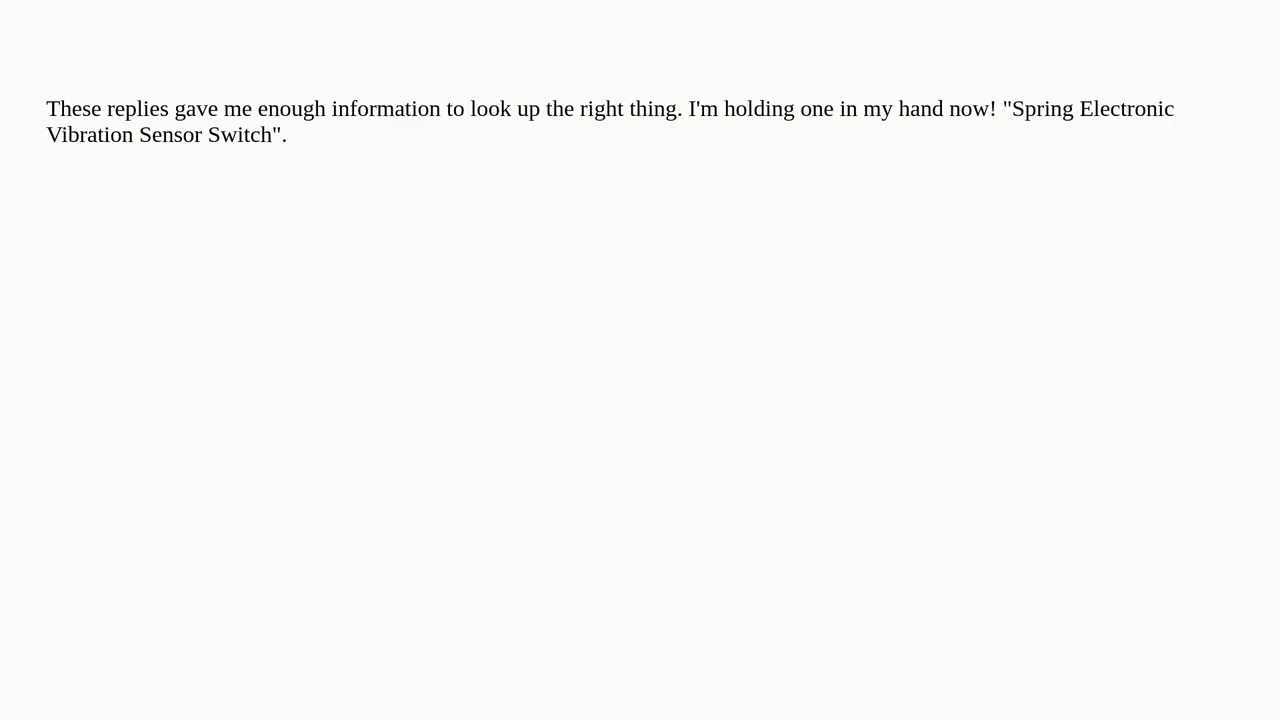 These replies gave me enough information to look up the right thing. I'm holding one in my hand now! "Spring Electronic
Vibration Sensor Switch".